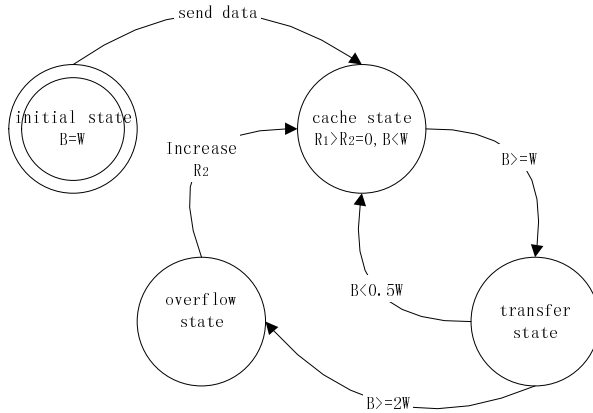 send data
initial state
B=W
cache state
R₁>R₂=0,B<W
Increase
R₂
B>=W
B<0.5W
overflow
state
transfer
state
B>=2W